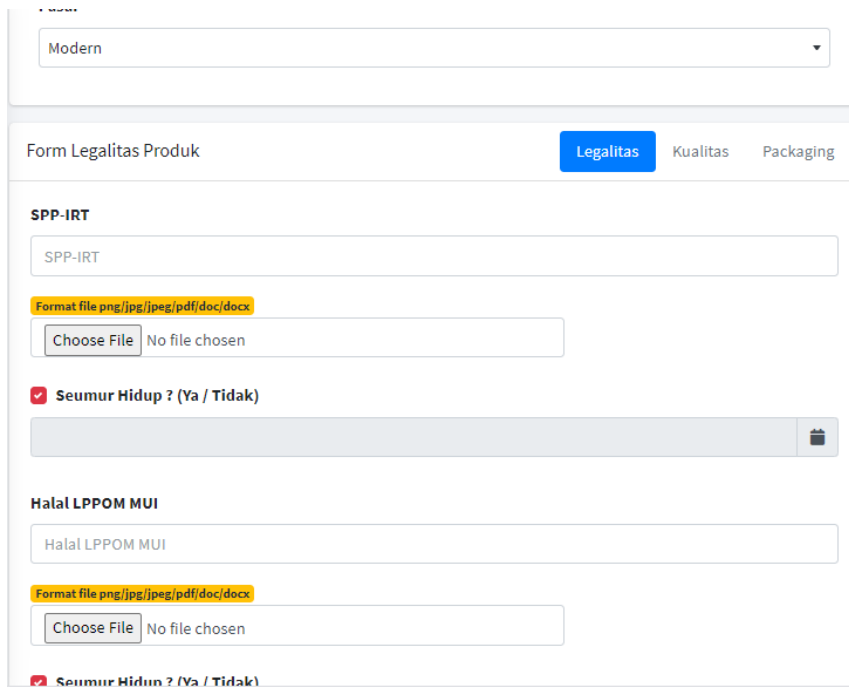 Pasar
Modern
Form Legalitas Produk
Legalitas Kualitas Packaging
SPP-IRT
SPP-IRT
Format file png/jpg/jpeg/pdf/doc/docx
Choose File No file chosen
Seumur Hidup ? (Ya / Tidak)
Halal LPPOM MUI
Halal LPPOM MUI
Format file png/jpg/jpeg/pdf/doc/docx
Choose File No file chosen
Seumur Hidup ? (Ya / Tidak)